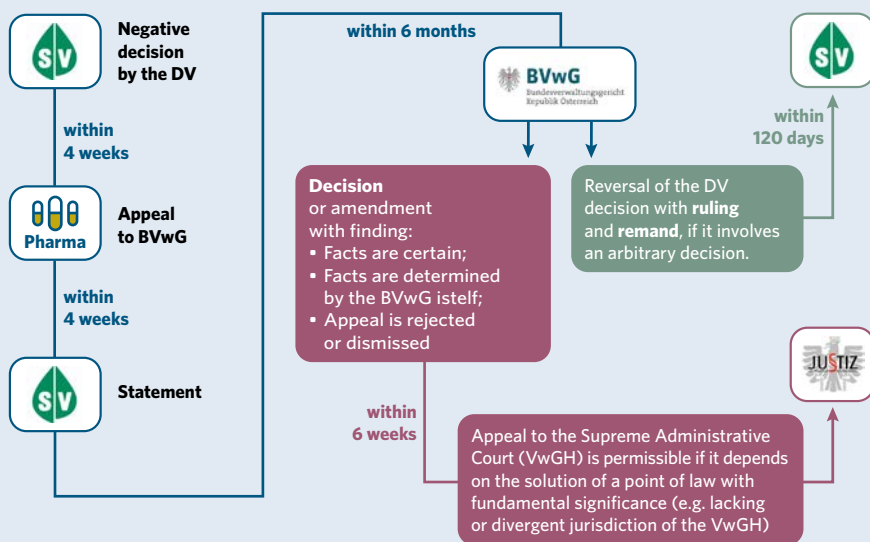 SV
Negative
decision
by the DV
within
4 weeks
Pharma
Appeal
to BVwG
within
4 weeks
SV
Statement
within 6 months
BVwG
Bundesverwaltungsgericht
Republik Österreich
Decision
or amendment
with finding:
▪ Facts are certain;
▪ Facts are determined
by the BVwG istelf;
▪ Appeal is rejected
or dismissed
Reversal of the DV
decision with ruling
and remand, if it involves
an arbitrary decision.
within
120 days
SV
within
6 weeks
Appeal to the Supreme Administrative
Court (VwGH) is permissible if it depends
on the solution of a point of law with
fundamental significance (e.g. lacking
or divergent jurisdiction of the VwGH)
JUSTIZ